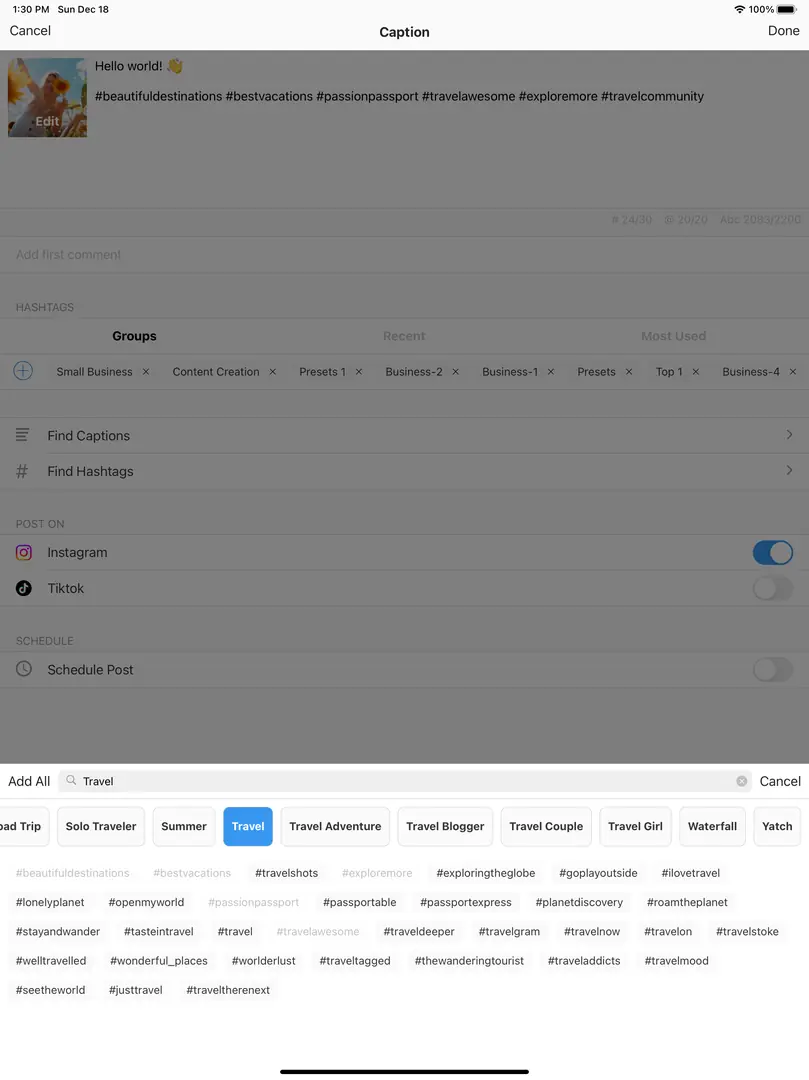 1:30 PM Sun Dec 18 100%
Cancel Caption Done
Hello world! 👋
#beautifuldestinations #bestvacations #passionpassport #travelawesome #exploremore #travelcommunity
Edit
# 24/30 @ 20/20 Abc 2093/2200
Add first comment
HASHTAGS
Groups Recent Most Used
Small Business × Content Creation × Presets 1 × Business-2 × Business-1 × Presets × Top 1 × Business-4 ×
Find Captions
# Find Hashtags
POST ON
Instagram
Tiktok
SCHEDULE
Schedule Post
Add All Travel Cancel
oad Trip Solo Traveler Summer Travel Travel Adventure Travel Blogger Travel Couple Travel Girl Waterfall Yatch
#beautifuldestinations #bestvacations #travelshots #exploremore #exploringtheglobe #goplayoutside #ilovetravel
#lonelyplanet #openmyworld #passionpassport #passportable #passportexpress #planetdiscovery #roamtheplanet
#stayandwander #tasteintravel #travel #travelawesome #traveldeeper #travelgram #travelnow #travelon #travelstoke
#welltravelled #wonderful_places #worlderlust #traveltagged #thewanderingtourist #traveladdicts #travelmood
#seetheworld #justtravel #traveltherenext